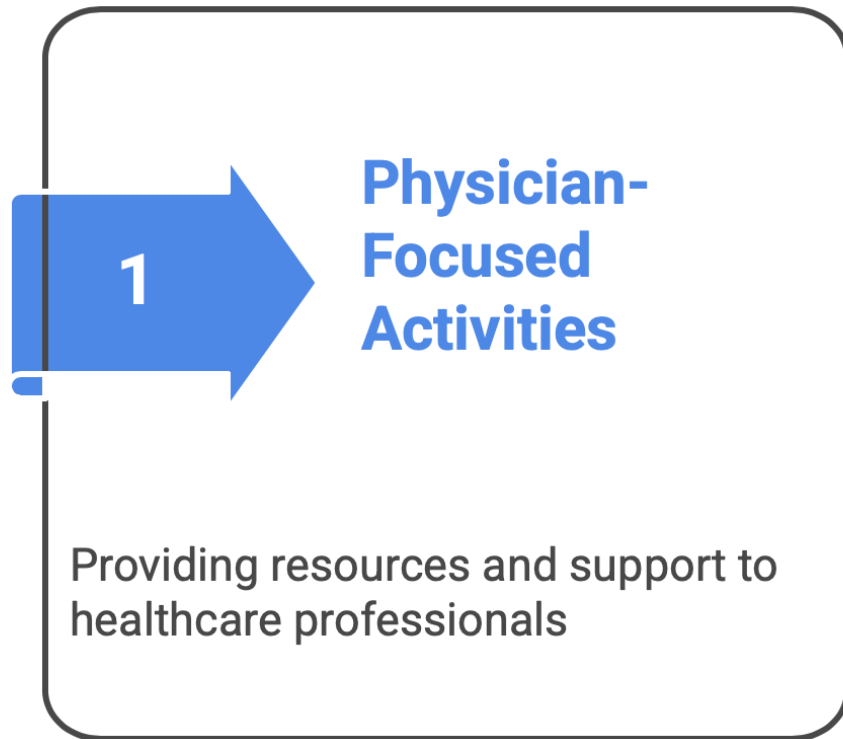 1
Physician-
Focused
Activities
Providing resources and support to
healthcare professionals